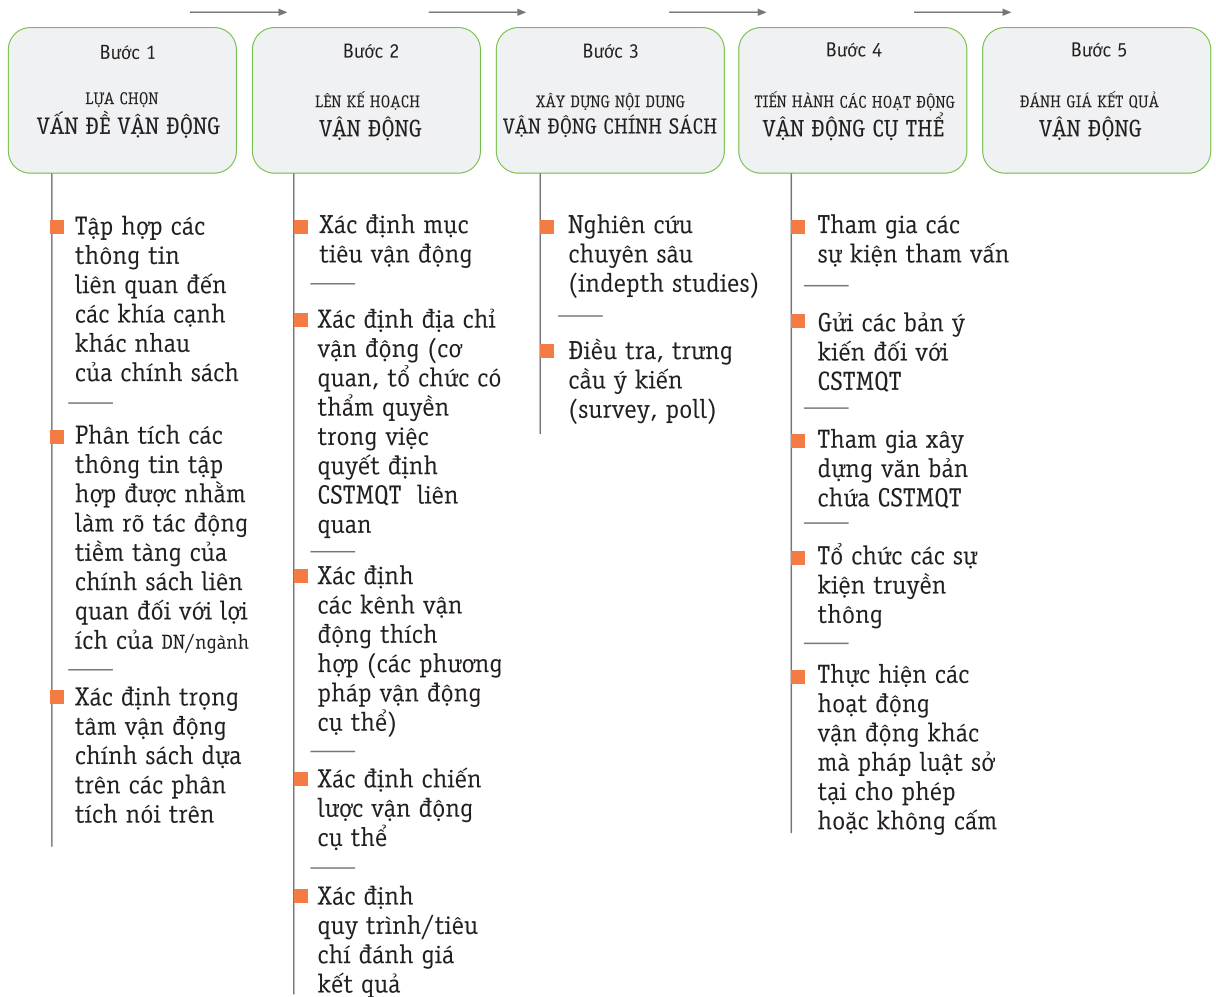 Bước 1
LỰA CHỌN
VẤN ĐỀ VẬN ĐỘNG
Tập hợp các
thông tin
liên quan đến
các khía cạnh
khác nhau
của chính sách
Phân tích các
thông tin tập
hợp được nhằm
làm rõ tác động
tiềm tàng của
chính sách liên
quan đối với lợi
ích của DN/ngành
Xác định trọng
tâm vận động
chính sách dựa
trên các phân
tích nói trên
Bước 2
LÊN KẾ HOẠCH
VẬN ĐỘNG
Xác định mục
tiêu vận động
Xác định địa chỉ
vận động (cơ
quan, tổ chức có
thẩm quyền
trong việc
quyết định
CSTMQT liên
quan
Xác định
các kênh vận
động thích
hợp (các phương
pháp vận động
cụ thể)
Xác định chiến
lược vận động
cụ thể
Xác định
quy trình/tiêu
chí đánh giá
kết quả
Bước 3
XÂY DỰNG NỘI DUNG
VẬN ĐỘNG CHÍNH SÁCH
Nghiên cứu
chuyên sâu
(indepth studies)
Điều tra, trưng
cầu ý kiến
(survey, poll)
Bước 4
TIẾN HÀNH CÁC HOẠT ĐỘNG
VẬN ĐỘNG CỤ THỂ
Tham gia các
sự kiện tham vấn
Gửi các bản ý
kiến đối với
CSTMQT
Tham gia xây
dựng văn bản
chứa CSTMQT
Tổ chức các sự
kiện truyền
thông
Thực hiện các
hoạt động
vận động khác
mà pháp luật sở
tại cho phép
hoặc không cấm
Bước 5
ĐÁNH GIÁ KẾT QUẢ
VẬN ĐỘNG